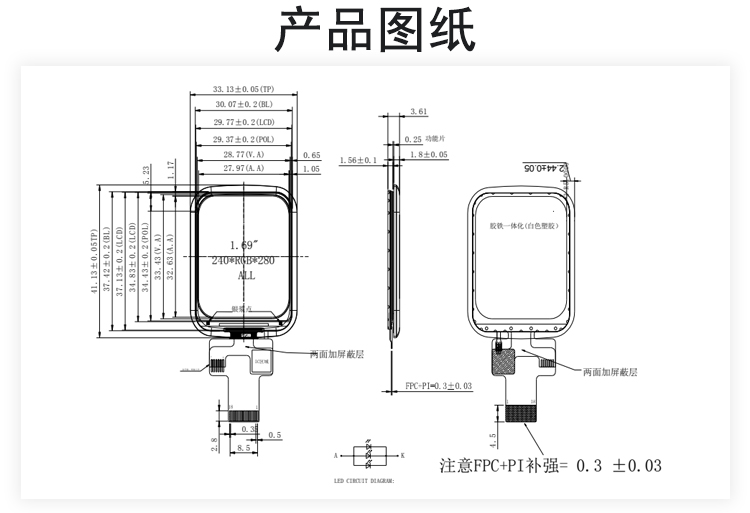 产品图纸
33.13±0.05(TP)
30.07±0.2(BL)
29.77±0.2(LCD)
29.37±0.2(POL)
28.77(V.A)
0.65
27.97(A.A)
1.05
1.17
5.23
41.13±0.05(TP)
37.42±0.2(BL)
37.13±0.2(LCD)
34.83±0.2(LCD)
34.43±0.2(POL)
33.43(V.A)
32.63(A.A)
1.69"
240*RGB*280
ALL
3.61
0.25 功能片
1.8±0.05
1.56±0.1
2.44±0.05
胶铁一体化(白色塑胶)
两面加屏蔽层
FPC-PI=0.3±0.03
两面加屏蔽层
2.8
0.35
0.5
8.5
4.5
A
K
LED CIRCUIT DIAGRAM:
注意FPC+PI补强= 0.3 ±0.03